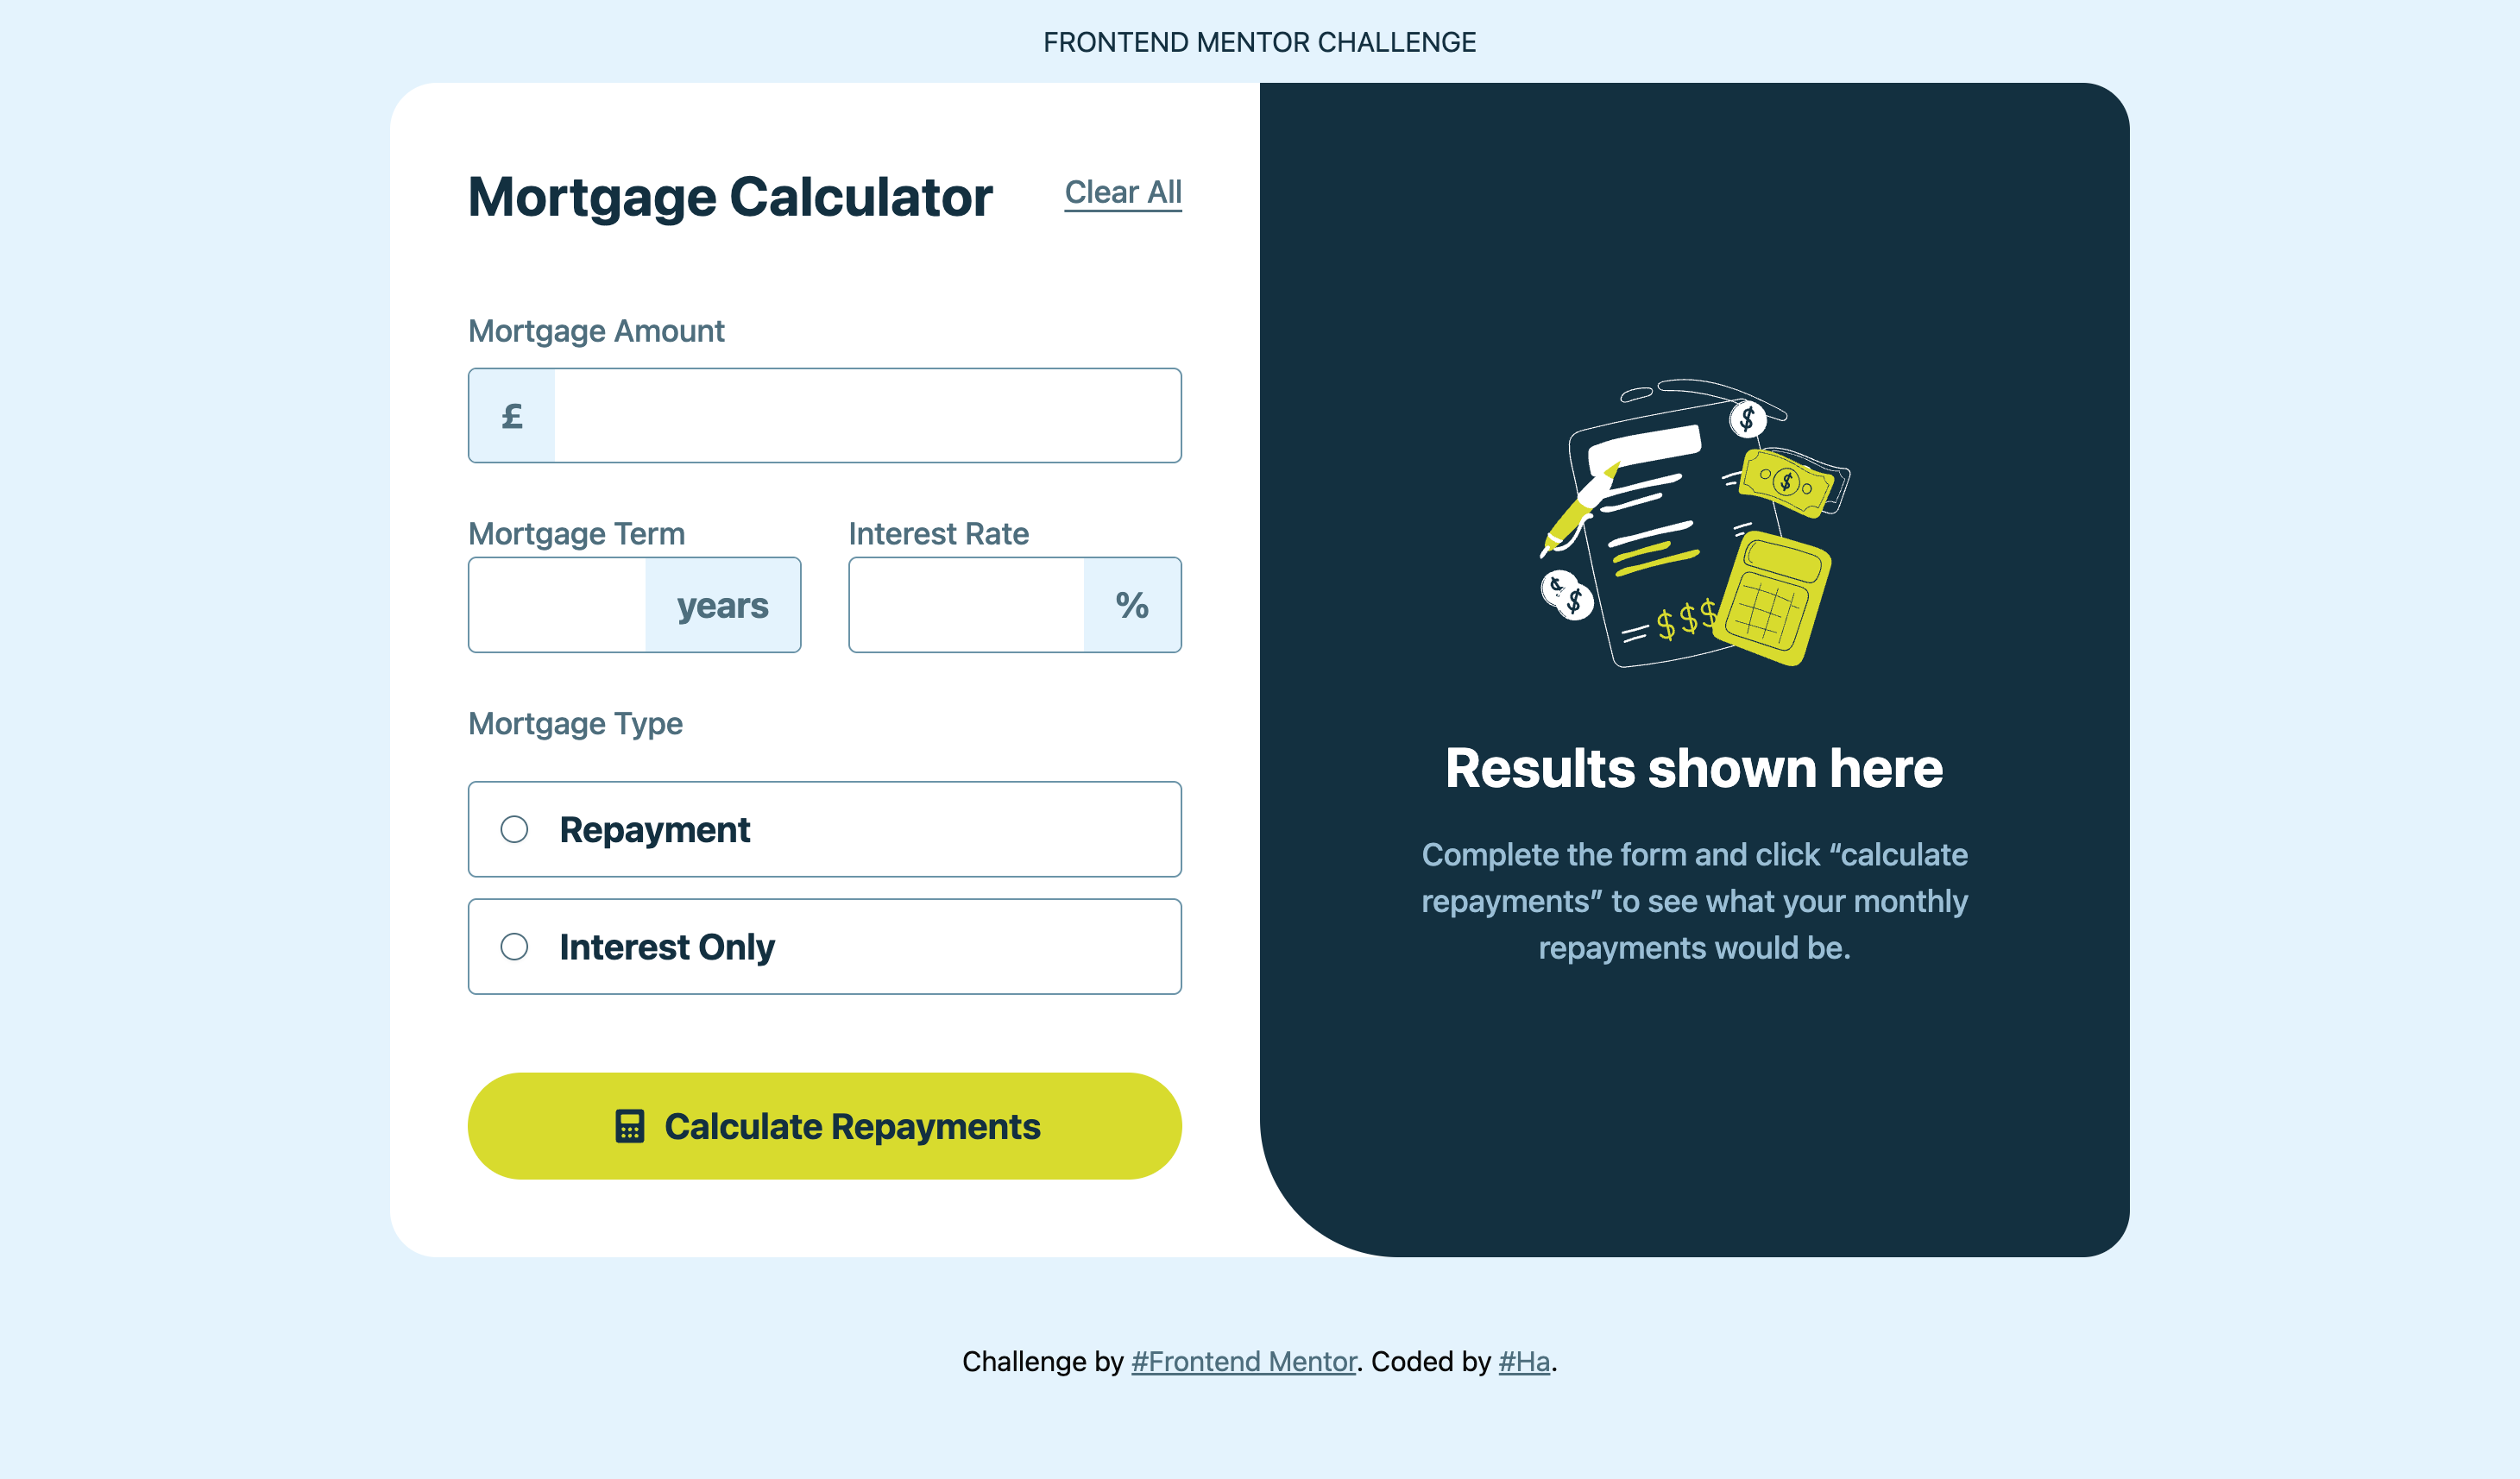 FRONTEND MENTOR CHALLENGE
Mortgage Calculator
Clear All
Mortgage Amount
£
Mortgage Term
Interest Rate
years
%
Mortgage Type
Repayment
Interest Only
Calculate Repayments
$
$
$
$
$$$
Results shown here
Complete the form and click “calculate
repayments” to see what your monthly
repayments would be.
Challenge by #Frontend Mentor. Coded by #Ha.